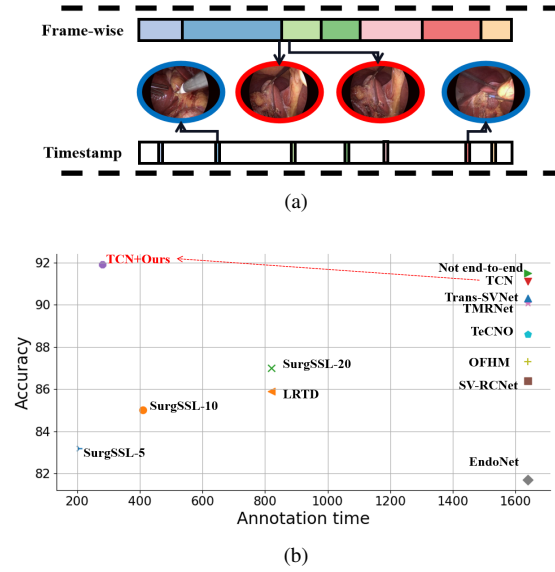 Frame-wise
Timestamp
(a)
92
90
88
86
84
82
Accuracy
TCN+Ours
Not end-to-end
TCN
Trans-SVNet
TMRNet
TeCNO
SurgSSL-20
OFHM
LRTD
SV-RCNet
SurgSSL-10
SurgSSL-5
EndoNet
200 400 600 800 1000 1200 1400 1600
Annotation time
(b)